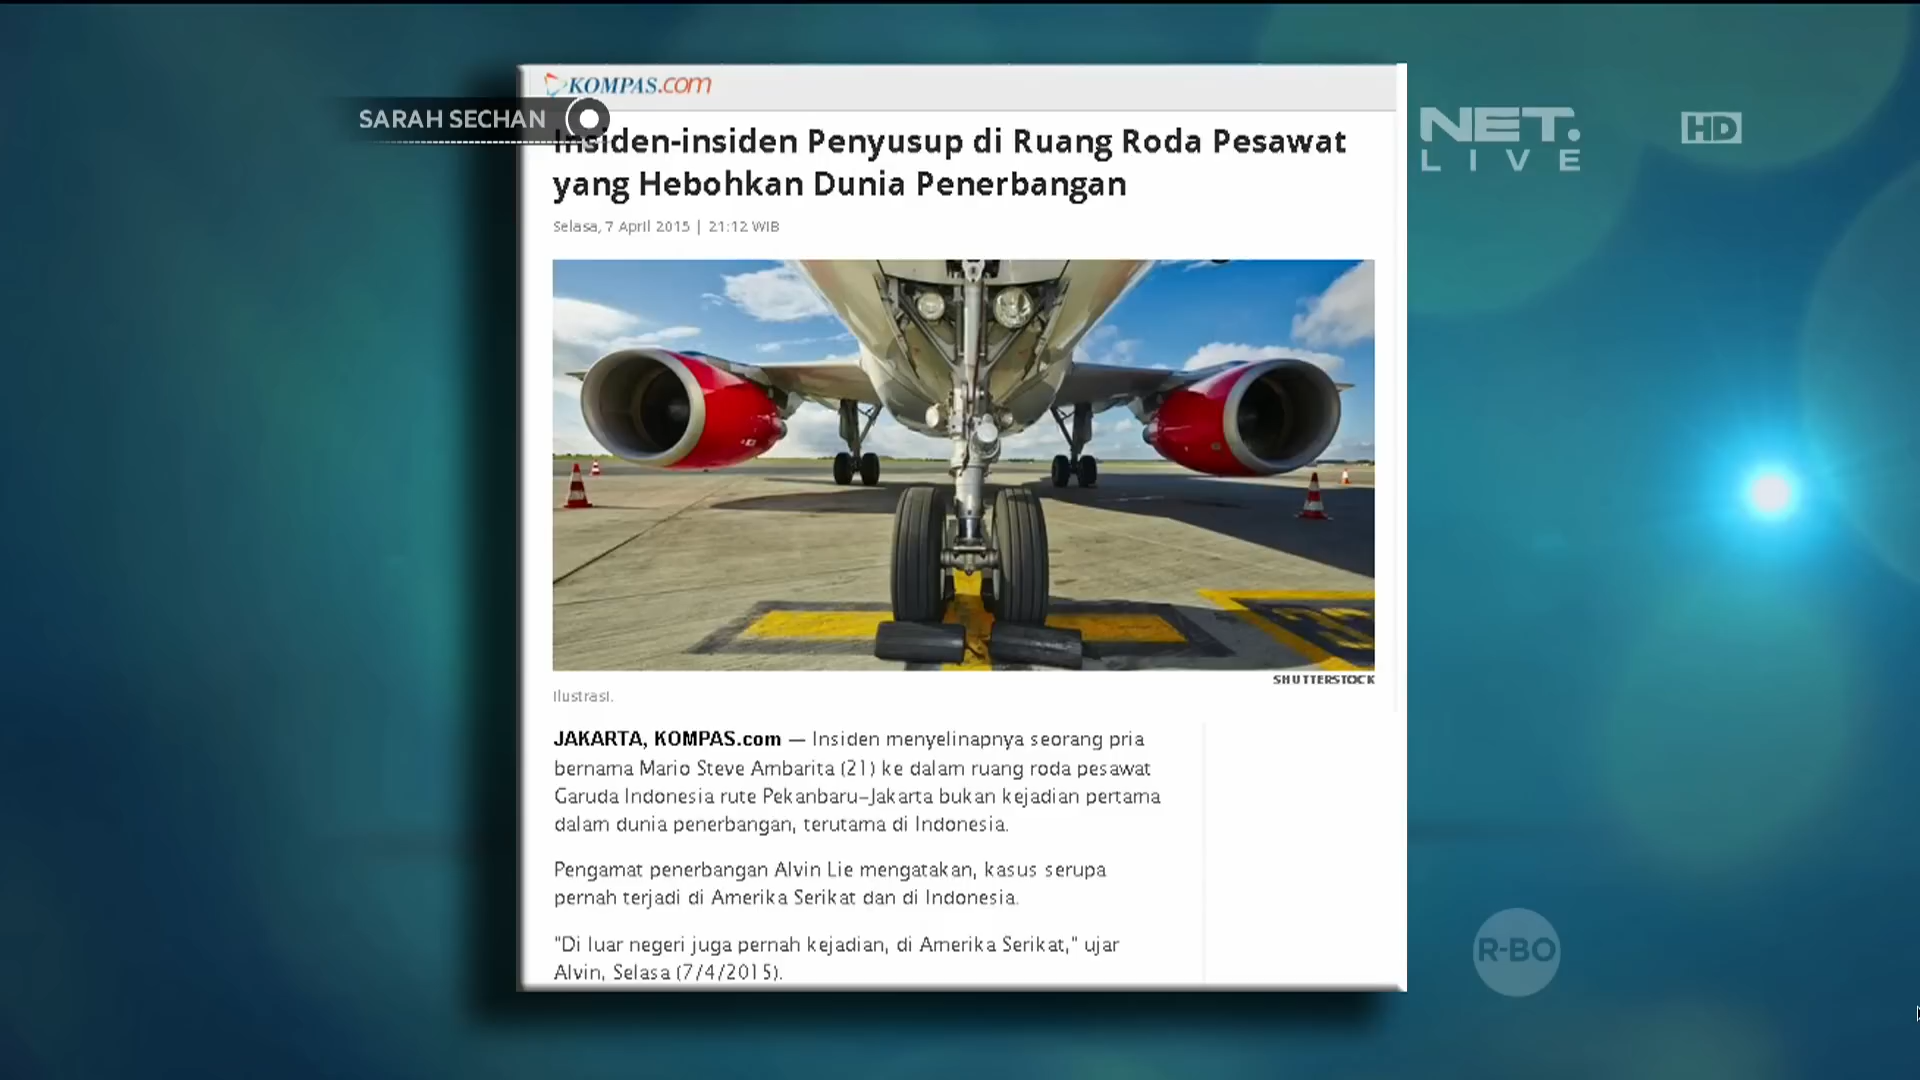 KOMPAS.com
SARAH SECHAN
Insiden-insiden Penyusup di Ruang Roda Pesawat
yang Hebohkan Dunia Penerbangan
Selasa, 7 April 2015 | 21:12 WIB
NET.
LIVE
HD
SHUTTERSTOCK
Ilustrasi.
JAKARTA, KOMPAS.com — Insiden menyelinapnya seorang pria
bernama Mario Steve Ambarita (21) ke dalam ruang roda pesawat
Garuda Indonesia rute Pekanbaru–Jakarta bukan kejadian pertama
dalam dunia penerbangan, terutama di Indonesia.
Pengamat penerbangan Alvin Lie mengatakan, kasus serupa
pernah terjadi di Amerika Serikat dan di Indonesia.
"Di luar negeri juga pernah kejadian, di Amerika Serikat," ujar
Alvin, Selasa (7/4/2015).
R-BO